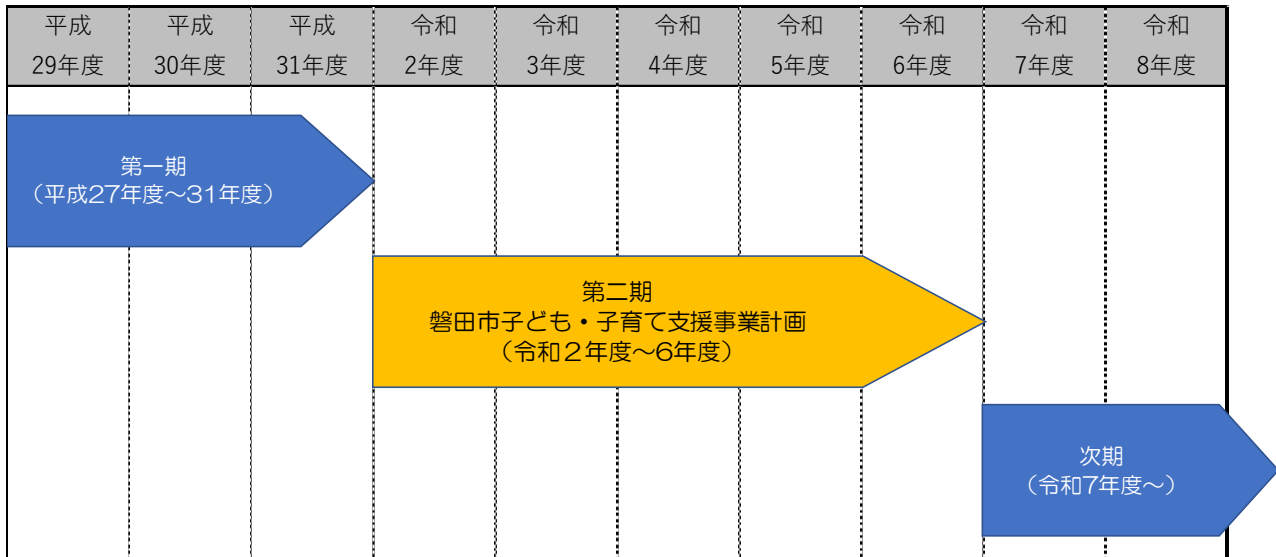 平成 平成 平成 令和 令和 令和 令和 令和 令和 令和
29年度 30年度 31年度 2年度 3年度 4年度 5年度 6年度 7年度 8年度
第一期
（平成27年度～31年度）
第二期
磐田市子ども・子育て支援事業計画
（令和２年度～6年度）
次期
（令和7年度～）